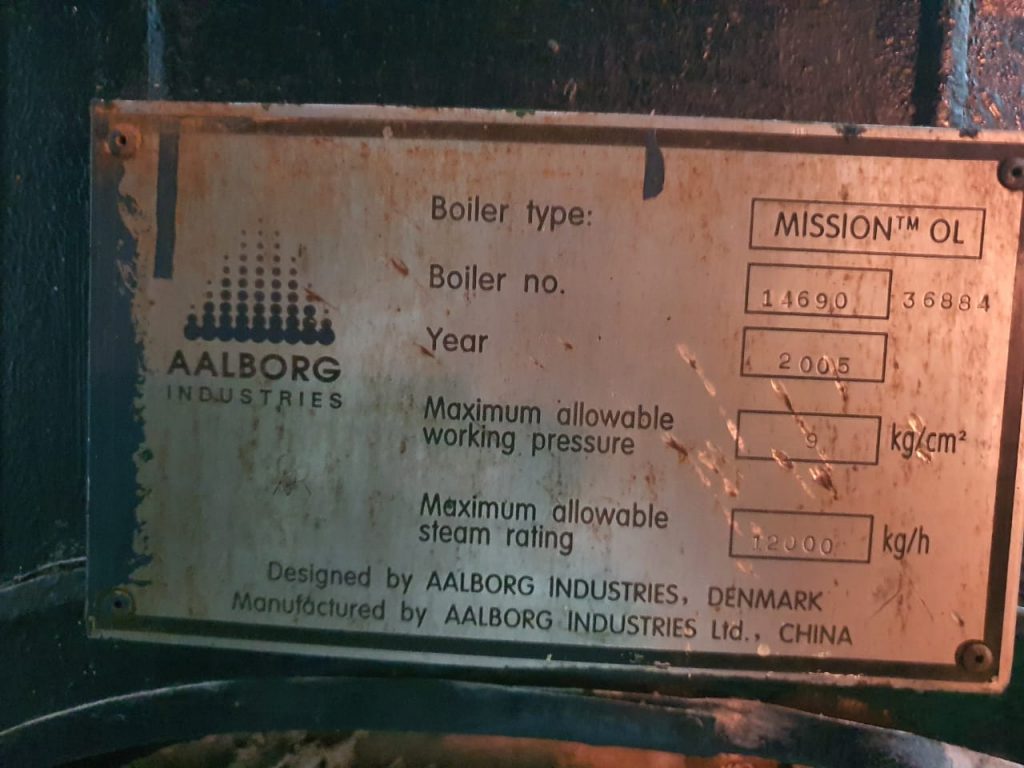 AALBORG
INDUSTRIES
Boiler type: MISSION™ OL
Boiler no. 14690 36884
Year 2005
Maximum allowable
working pressure 9 kg/cm²
Maximum allowable
steam rating 12000 kg/h
Designed by AALBORG INDUSTRIES, DENMARK
Manufactured by AALBORG INDUSTRIES Ltd., CHINA